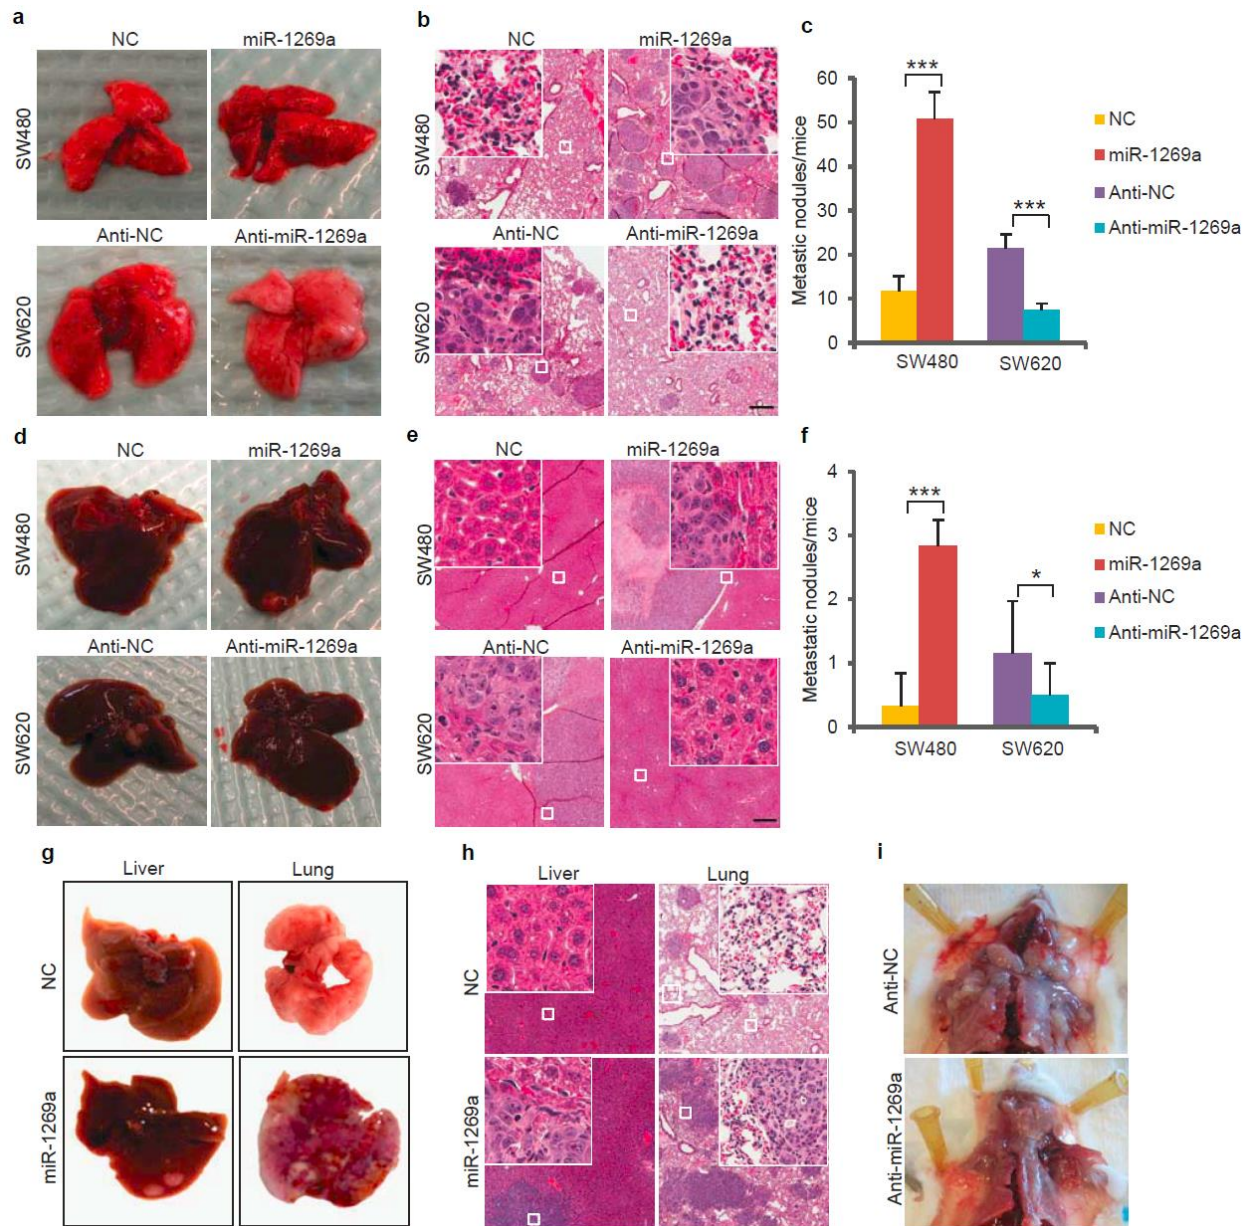 a
NC
miR-1269a
SW480
Anti-NC
Anti-miR-1269a
SW620
b
NC
miR-1269a
SW480
Anti-NC
Anti-miR-1269a
SW620
c
Metastic nodules/mice
60
50
40
30
20
10
0
***
***
SW480
SW620
NC
miR-1269a
Anti-NC
Anti-miR-1269a
d
NC
miR-1269a
SW480
Anti-NC
Anti-miR-1269a
SW620
e
NC
miR-1269a
SW480
Anti-NC
Anti-miR-1269a
SW620
f
Metastatic nodules/mice
4
3
2
1
0
***
*
SW480
SW620
NC
miR-1269a
Anti-NC
Anti-miR-1269a
g
Liver
Lung
NC
miR-1269a
h
Liver
Lung
NC
miR-1269a
i
Anti-NC
Anti-miR-1269a